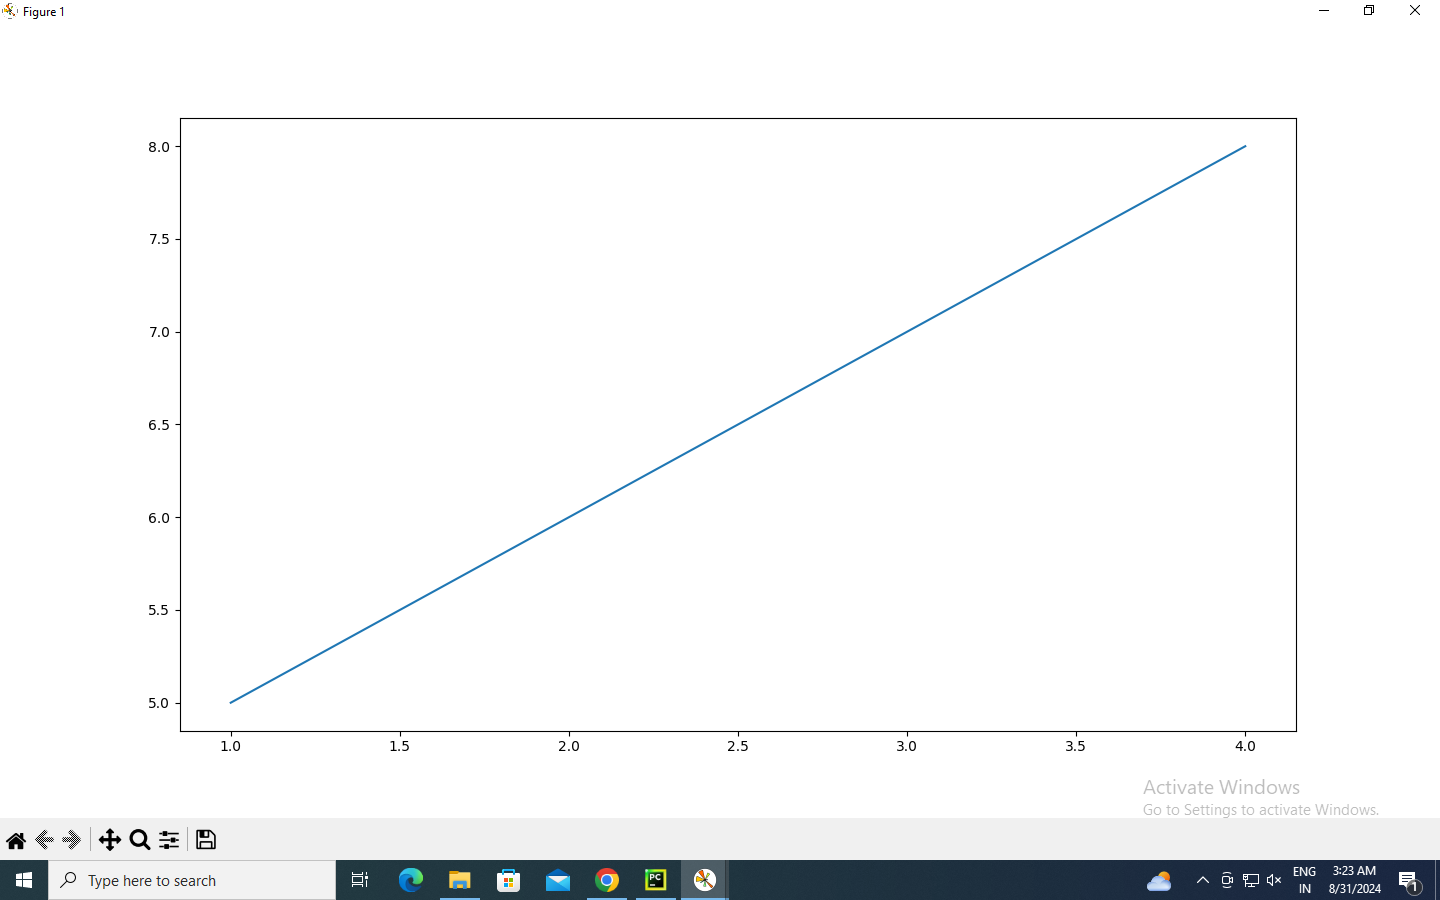 Figure 1
8.0
7.5
7.0
6.5
6.0
5.5
5.0
1.0 1.5 2.0 2.5 3.0 3.5 4.0
Activate Windows
Go to Settings to activate Windows.
Type here to search
PC
ENG
IN
3:23 AM
8/31/2024
1